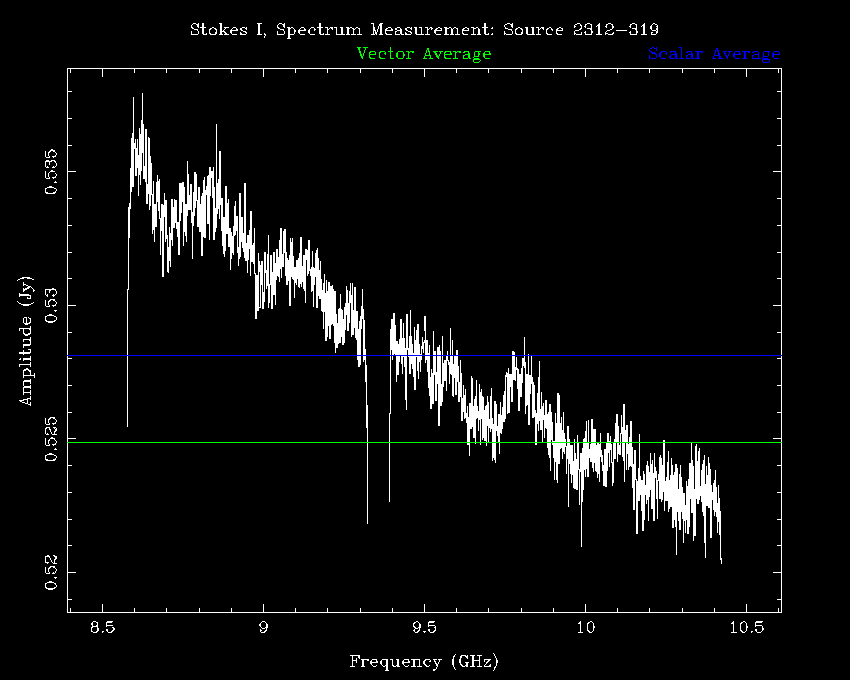 Stokes I, Spectrum Measurement: Source 2312-319
Vector Average Scalar Average
0.535
0.53
0.525
0.52
Amplitude (Jy)
8.5 9 9.5 10 10.5
Frequency (GHz)